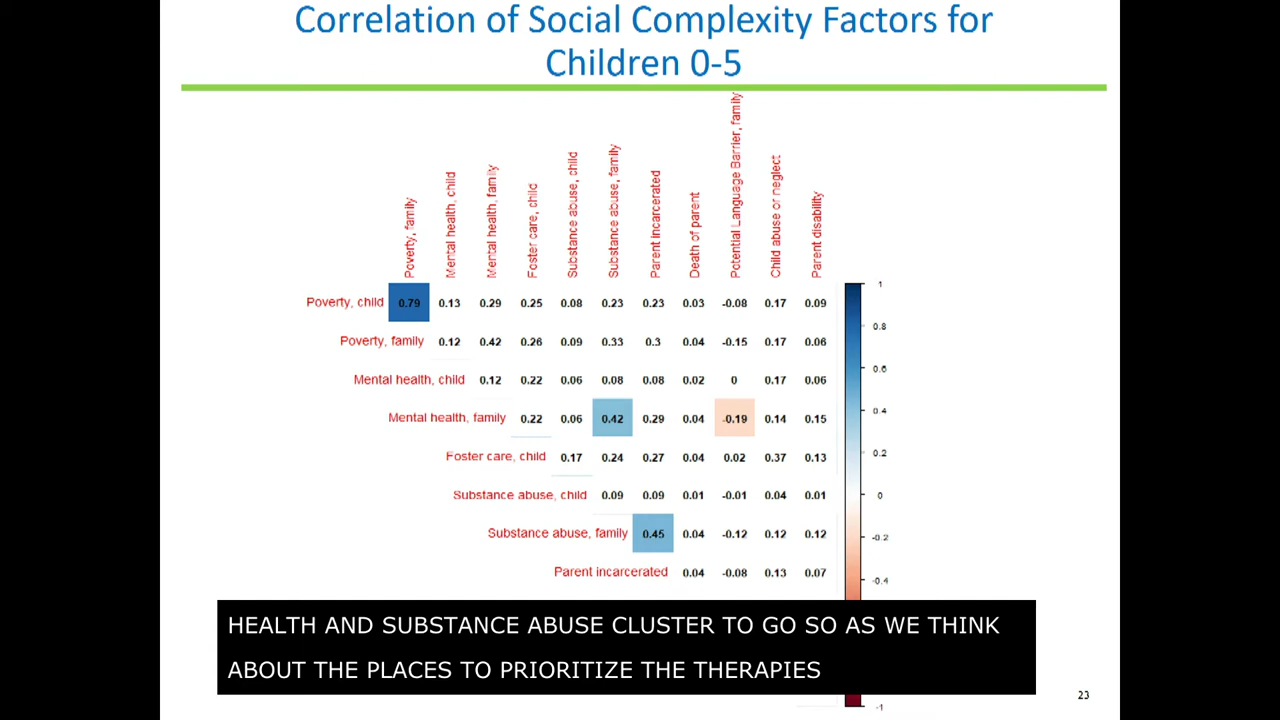 Correlation of Social Complexity Factors for
Children 0-5
Poverty, family
Mental health, child
Mental health, family
Foster care, child
Substance abuse, child
Substance abuse, family
Parent incarcerated
Death of parent
Potential Language Barrier, family
Child abuse or neglect
Parent disability
Poverty, child 0.79 0.13 0.29 0.25 0.08 0.23 0.23 0.03 -0.08 0.17 0.09
Poverty, family 0.12 0.42 0.26 0.09 0.33 0.3 0.04 -0.15 0.17 0.06
Mental health, child 0.12 0.22 0.06 0.08 0.08 0.02 0 0.17 0.06
Mental health, family 0.22 0.06 0.42 0.29 0.04 -0.19 0.14 0.15
Foster care, child 0.17 0.24 0.27 0.04 0.02 0.37 0.13
Substance abuse, child 0.09 0.09 0.01 -0.01 0.04 0.01
Substance abuse, family 0.45 0.04 -0.12 0.12 0.12
Parent incarcerated 0.04 -0.08 0.13 0.07
1
0.8
0.6
0.4
0.2
0
-0.2
-0.4
-1
HEALTH AND SUBSTANCE ABUSE CLUSTER TO GO SO AS WE THINK
ABOUT THE PLACES TO PRIORITIZE THE THERAPIES
23